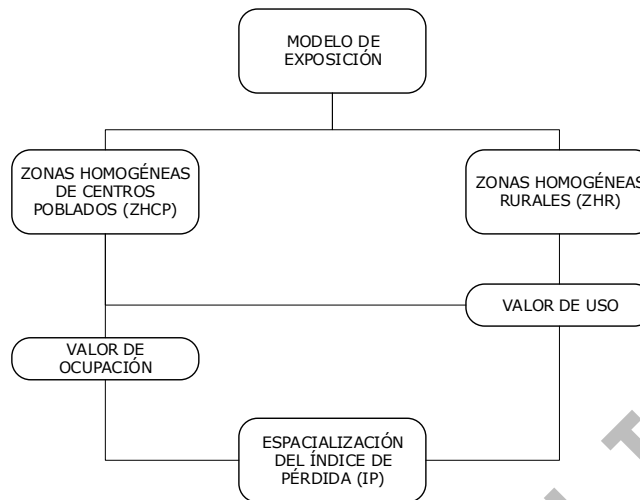 MODELO DE
EXPOSICIÓN
ZONAS HOMOGÉNEAS
DE CENTROS
POBLADOS (ZHCP)
ZONAS HOMOGÉNEAS
RURALES (ZHR)
VALOR DE USO
VALOR DE
OCUPACIÓN
ESPACIALIZACIÓN
DEL ÍNDICE DE
PÉRDIDA (IP)